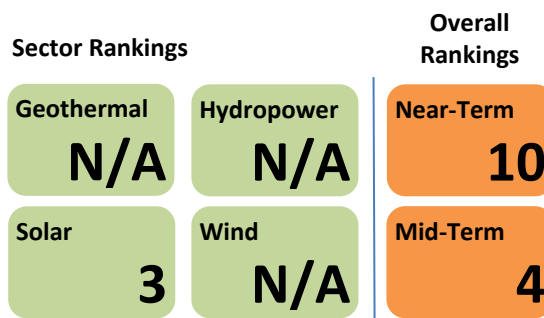 Sector Rankings
Overall
Rankings
Geothermal
N/A
Hydropower
N/A
Near-Term
10
Solar
3
Wind
N/A
Mid-Term
4